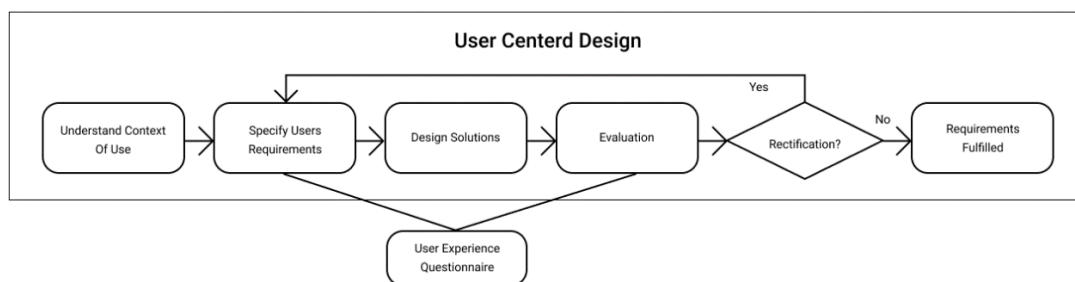 User Centerd Design
Yes
Understand Context
Of Use
Specify Users
Requirements
Design Solutions
Evaluation
Rectification?
No
Requirements
Fulfilled
User Experience
Questionnaire